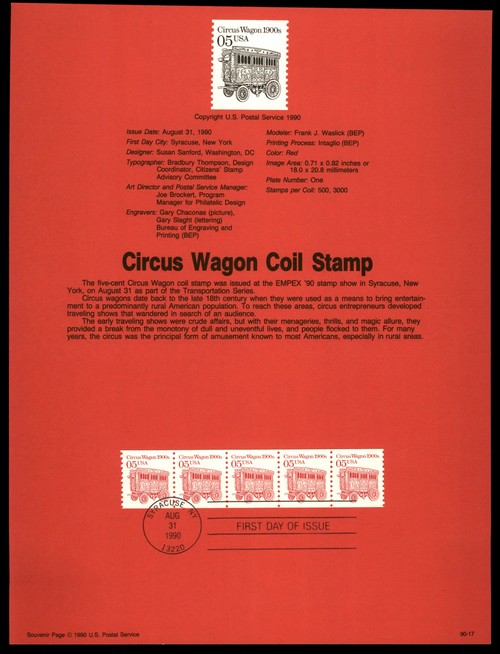 Circus Wagon 1900s
05 USA
Copyright U.S. Postal Service 1990
Issue Date: August 31, 1990
First Day City: Syracuse, New York
Designer: Susan Sanford, Washington, DC
Typographer: Bradbury Thompson, Design
Coordinator, Citizens' Stamp
Advisory Committee
Art Director and Postal Service Manager:
Joe Brockert, Program
Manager for Philatelic Design
Engravers: Gary Chaconas (picture),
Gary Slaght (lettering)
Bureau of Engraving and
Printing (BEP)
Modeler: Frank J. Waslick (BEP)
Printing Process: Intaglio (BEP)
Color: Red
Image Area: 0.71 x 0.82 inches or
18.0 x 20.8 millimeters
Plate Number: One
Stamps per Coil: 500, 3000
Circus Wagon Coil Stamp
The five-cent Circus Wagon coil stamp was issued at the EMPEX '90 stamp show in Syracuse, New
York, on August 31 as part of the Transportation Series.
Circus wagons date back to the late 18th century when they were used as a means to bring entertain-
ment to a predominantly rural American population. To reach these areas, circus entrepreneurs developed
traveling shows that wandered in search of an audience.
The early traveling shows were crude affairs, but with their menageries, thrills, and magic allure, they
provided a break from the monotony of dull and uneventful lives, and people flocked to them. For many
years, the circus was the principal form of amusement known to most Americans, especially in rural areas.
Circus Wagon 1900s
05 USA
Circus Wagon 1900s
05 USA
Circus Wagon 1900s
05 USA
Circus Wagon 1900s
05 USA
Circus Wagon 1900s
05 USA
SYRACUSE NY
AUG
31
1990
13220
FIRST DAY OF ISSUE
Souvenir Page © 1990 U.S. Postal Service
90-17